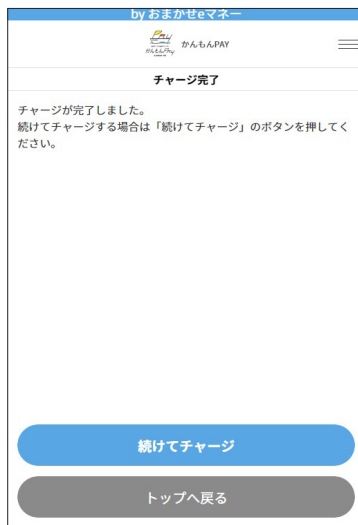 by おまかせeマネー
かんもんPAY
チャージ完了
チャージが完了しました。
続けてチャージする場合は「続けてチャージ」のボタンを押してく
ださい。
続けてチャージ
トップへ戻る